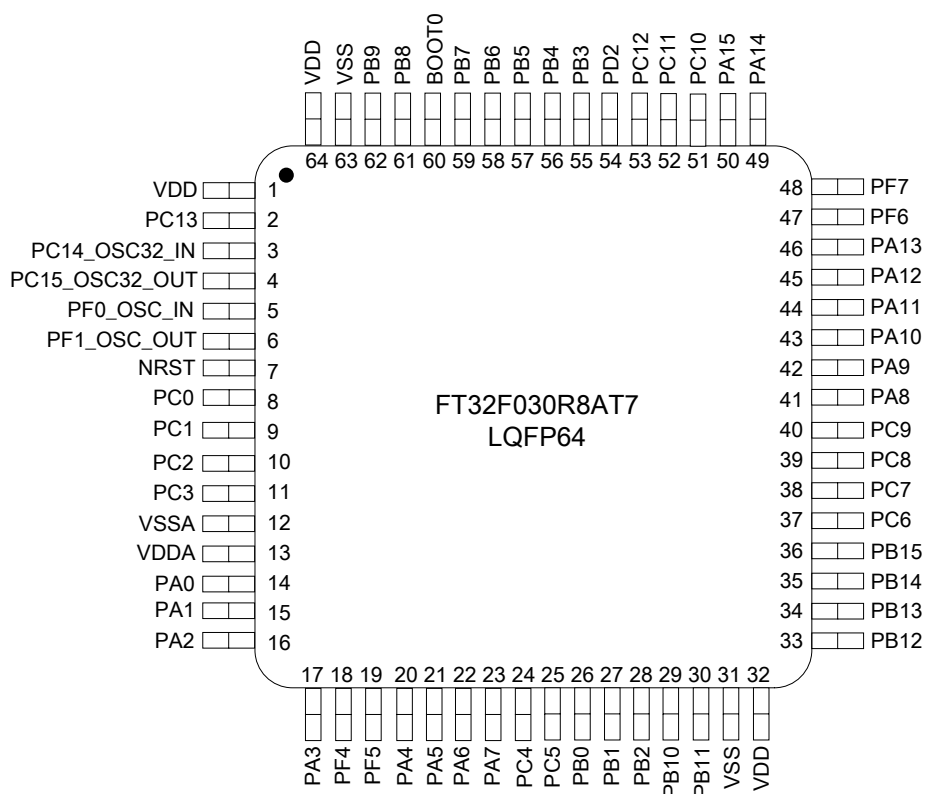 VDD
VSS
PB9
PB8
BOOT0
PB7
PB6
PB5
PB4
PB3
PD2
PC12
PC11
PC10
PA15
PA14
64 63 62 61 60 59 58 57 56 55 54 53 52 51 50 49
VDD 1
PC13 2
PC14_OSC32_IN 3
PC15_OSC32_OUT 4
PF0_OSC_IN 5
PF1_OSC_OUT 6
NRST 7
PC0 8
PC1 9
PC2 10
PC3 11
VSSA 12
VDDA 13
PA0 14
PA1 15
PA2 16
FT32F030R8AT7
LQFP64
48 PF7
47 PF6
46 PA13
45 PA12
44 PA11
43 PA10
42 PA9
41 PA8
40 PC9
39 PC8
38 PC7
37 PC6
36 PB15
35 PB14
34 PB13
33 PB12
17 18 19 20 21 22 23 24 25 26 27 28 29 30 31 32
PA3
PF4
PF5
PA4
PA5
PA6
PA7
PC4
PC5
PB0
PB1
PB2
PB10
PB11
VSS
VDD